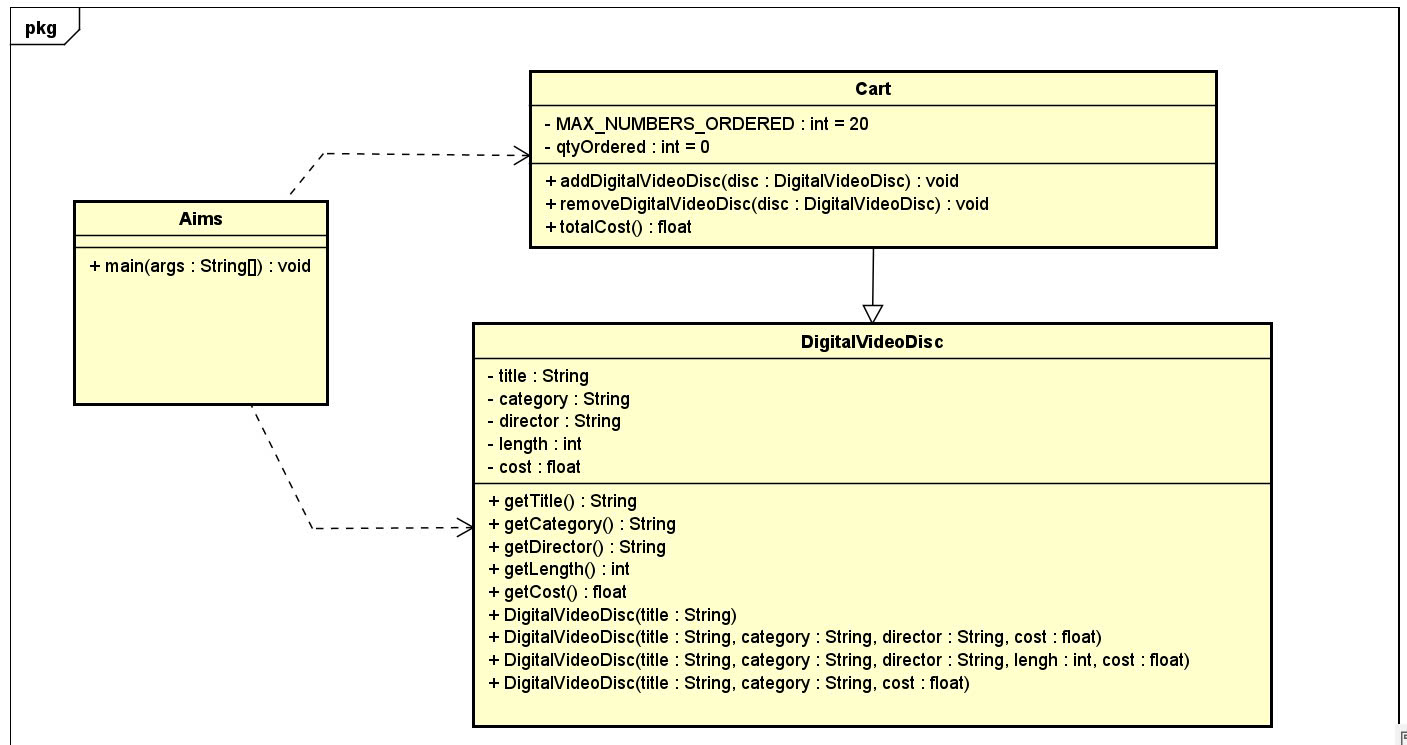 pkg
Cart
- MAX_NUMBERS_ORDERED : int = 20
- qtyOrdered : int = 0
+ addDigitalVideoDisc(disc : DigitalVideoDisc) : void
+ removeDigitalVideoDisc(disc : DigitalVideoDisc) : void
+ totalCost() : float
Aims
+ main(args : String[]) : void
DigitalVideoDisc
- title : String
- category : String
- director : String
- length : int
- cost : float
+ getTitle() : String
+ getCategory() : String
+ getDirector() : String
+ getLength() : int
+ getCost() : float
+ DigitalVideoDisc(title : String)
+ DigitalVideoDisc(title : String, category : String, director : String, cost : float)
+ DigitalVideoDisc(title : String, category : String, director : String, lengh : int, cost : float)
+ DigitalVideoDisc(title : String, category : String, cost : float)